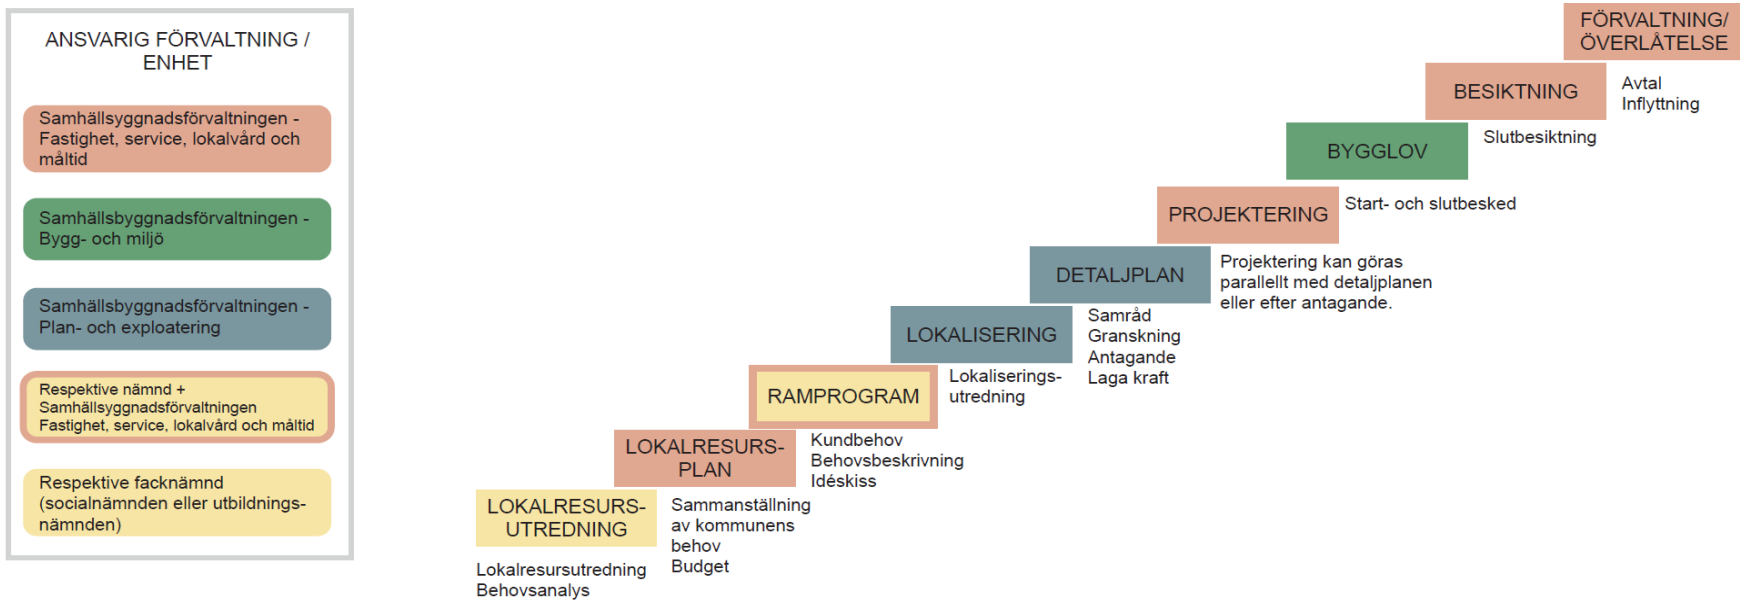 ANSVARIG FÖRVALTNING /
ENHET
Samhällsyggnadsförvaltningen -
Fastighet, service, lokalvård och
måltid
Samhällsbyggnadsförvaltningen -
Bygg- och miljö
Samhällsbyggnadsförvaltningen -
Plan- och exploatering
Respektive nämnd +
Samhällsyggnadsförvaltningen
Fastighet, service, lokalvård och måltid
Respektive facknämnd
(socialnämnden eller utbildnings-
nämnden)
LOKALRESURS-
UTREDNING
Lokalresursutredning
Behovsanalys
LOKALRESURS-
PLAN
Sammanställning
av kommunens
behov
Budget
RAMPROGRAM
Kundbehov
Behovsbeskrivning
Idéskiss
LOKALISERING
Lokaliserings-
utredning
DETALJPLAN
Samråd
Granskning
Antagande
Laga kraft
PROJEKTERING
Projektering kan göras
parallellt med detaljplanen
eller efter antagande.
BYGGLOV
Start- och slutbesked
BESIKTNING
Slutbesiktning
FÖRVALTNING/
ÖVERLÅTELSE
Avtal
Inflyttning